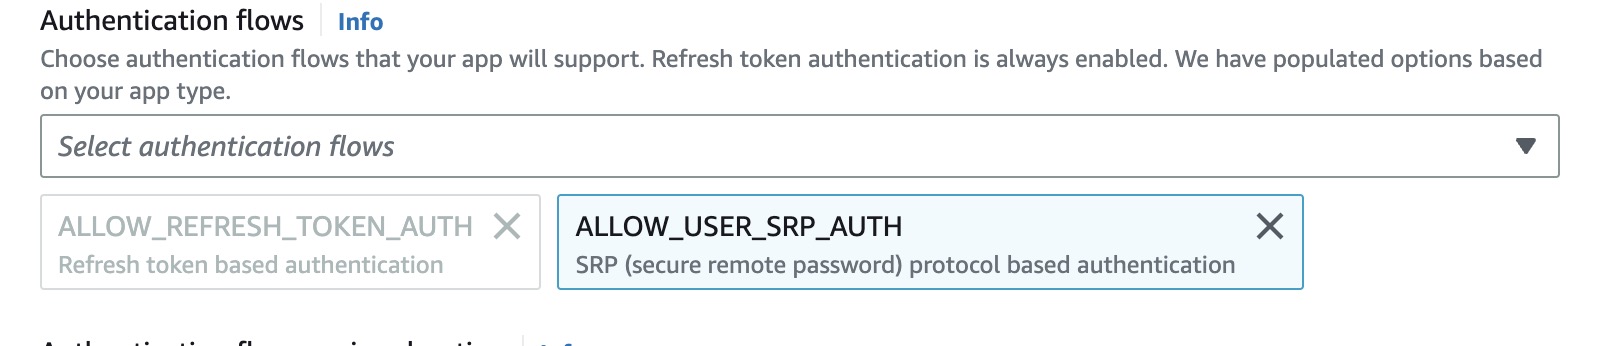 Authentication flows Info
Choose authentication flows that your app will support. Refresh token authentication is always enabled. We have populated options based
on your app type.
Select authentication flows
ALLOW_REFRESH_TOKEN_AUTH
Refresh token based authentication
ALLOW_USER_SRP_AUTH
SRP (secure remote password) protocol based authentication